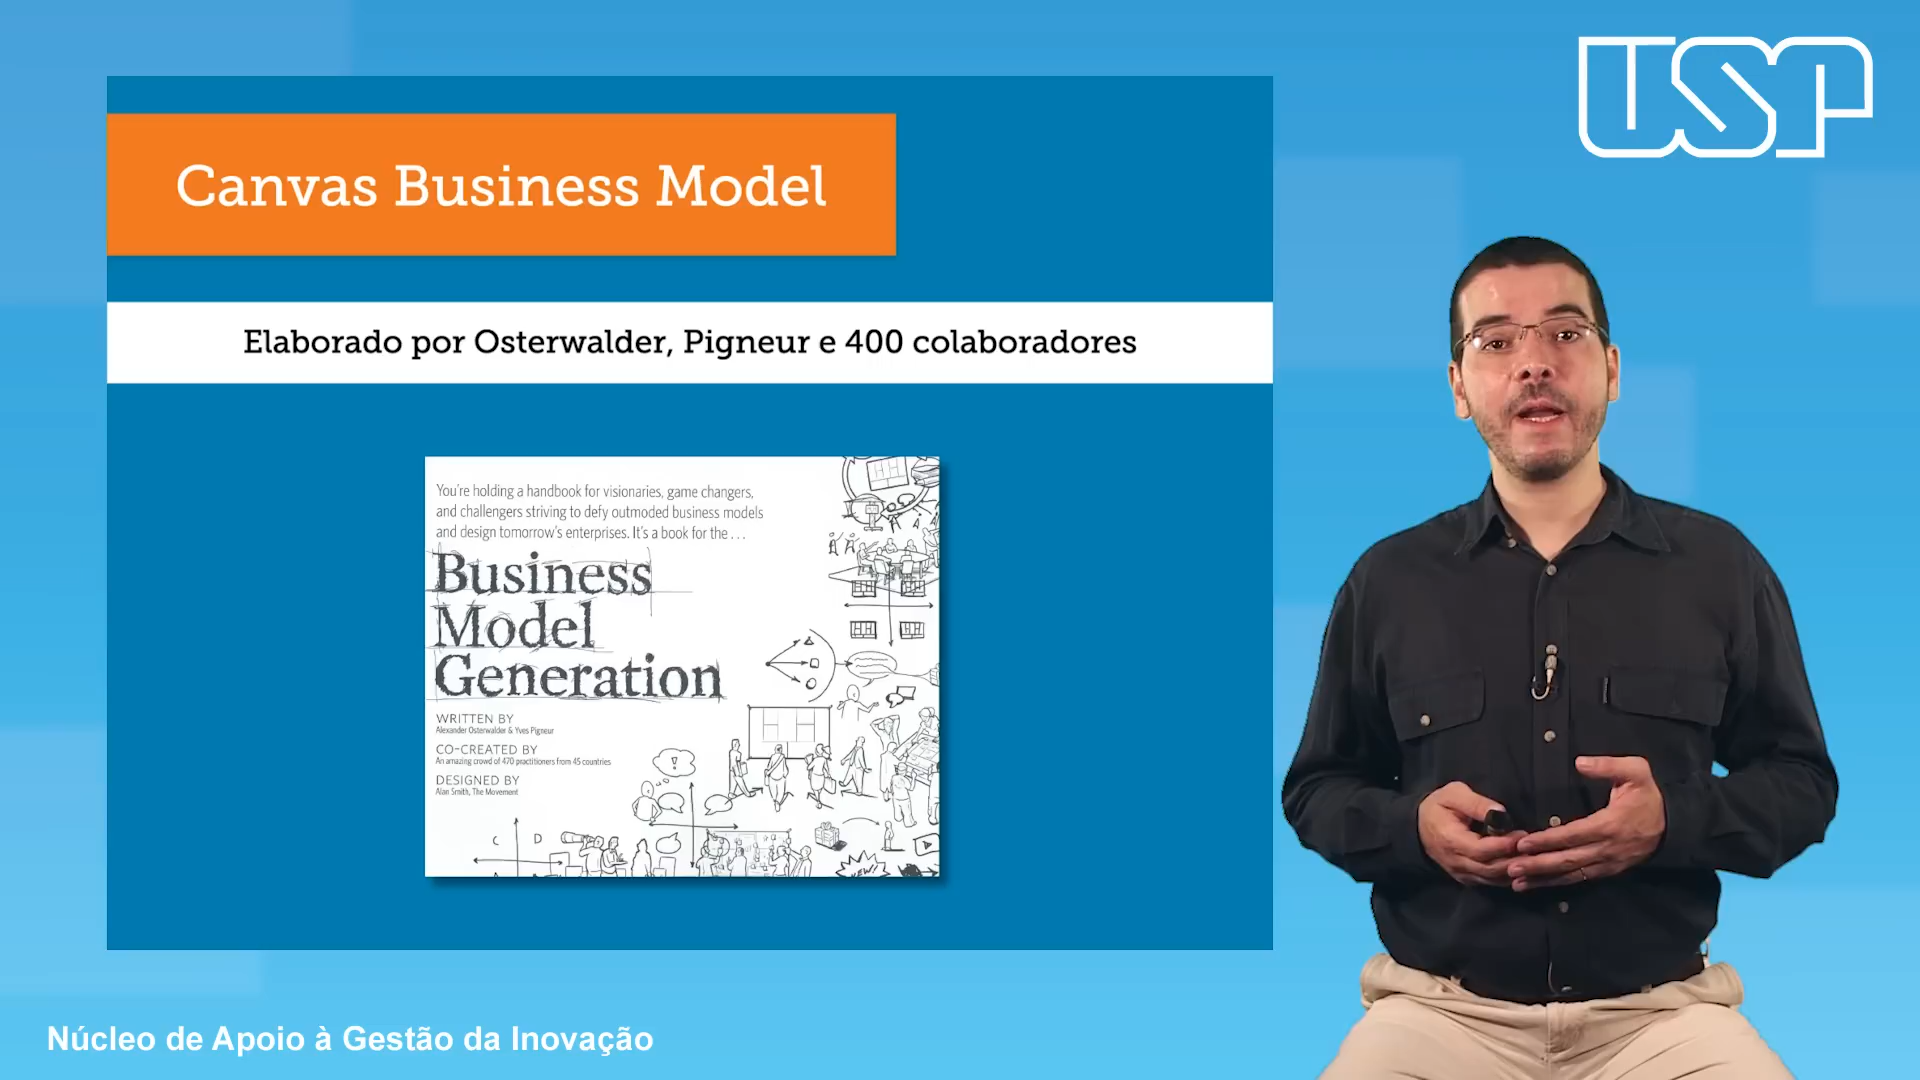 USP
Canvas Business Model
Elaborado por Osterwalder, Pigneur e 400 colaboradores
You're holding a handbook for visionaries, game changers,
and challengers striving to defy outmoded business models
and design tomorrow's enterprises. It's a book for the . . .
Business
Model
Generation
WRITTEN BY
Alexander Osterwalder & Yves Pigneur
CO-CREATED BY
An amazing crowd of 470 practitioners from 45 countries
DESIGNED BY
Alan Smith, The Movement
C D
NEW!
Núcleo de Apoio à Gestão da Inovação